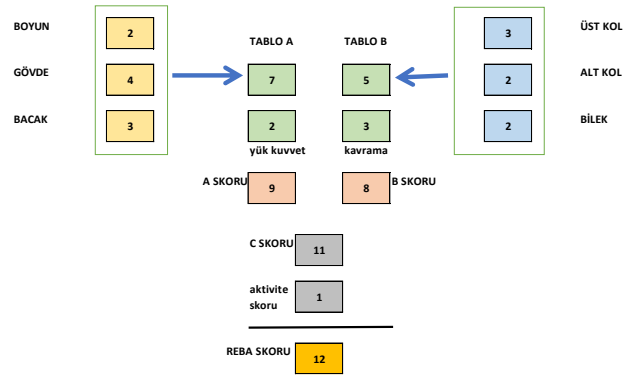 BOYUN 2 3 ÜST KOL
TABLO A TABLO B
GÖVDE 4 7 5 2 ALT KOL
BACAK 3 2 3 2 BİLEK
yük kuvvet kavrama
A SKORU 9 8 B SKORU
C SKORU 11
aktivite
skoru 1
REBA SKORU 12